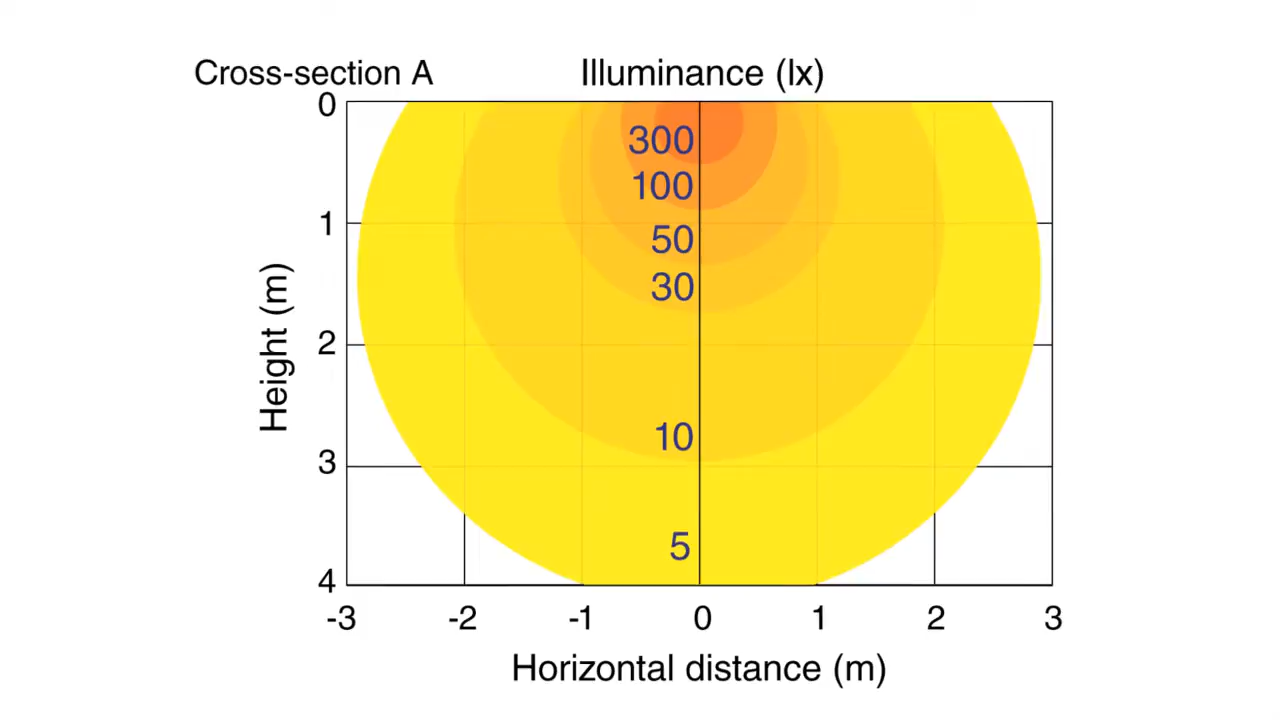 Cross-section A
Illuminance (lx)
0
300
100
1
50
30
Height (m)
2
10
3
5
4
-3 -2 -1 0 1 2 3
Horizontal distance (m)